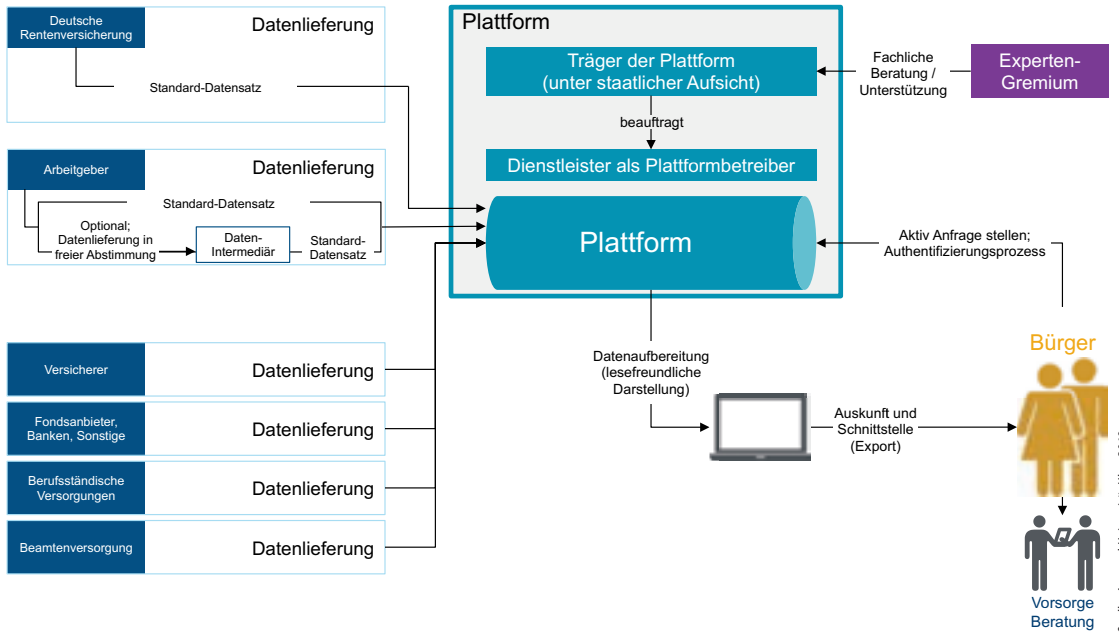 Deutsche
Rentenversicherung
Datenlieferung
Standard-Datensatz
Arbeitgeber
Datenlieferung
Standard-Datensatz
Optional;
Datenlieferung in
freier Abstimmung
Daten-
Intermediär
Standard-
Datensatz
Versicherer
Datenlieferung
Fondsanbieter,
Banken, Sonstige
Datenlieferung
Berufsständische
Versorgungen
Datenlieferung
Beamtenversorgung
Datenlieferung
Plattform
Träger der Plattform
(unter staatlicher Aufsicht)
beauftragt
Dienstleister als Plattformbetreiber
Plattform
Fachliche
Beratung /
Unterstützung
Experten-
Gremium
Aktiv Anfrage stellen;
Authentifizierungsprozess
Datenaufbereitung
(lesefreundliche
Darstellung)
Auskunft und
Schnittstelle
(Export)
Bürger
Vorsorge
Beratung